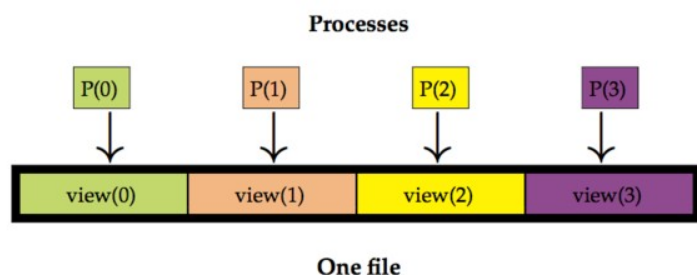 Processes
P(0) P(1) P(2) P(3)
view(0) view(1) view(2) view(3)
One file